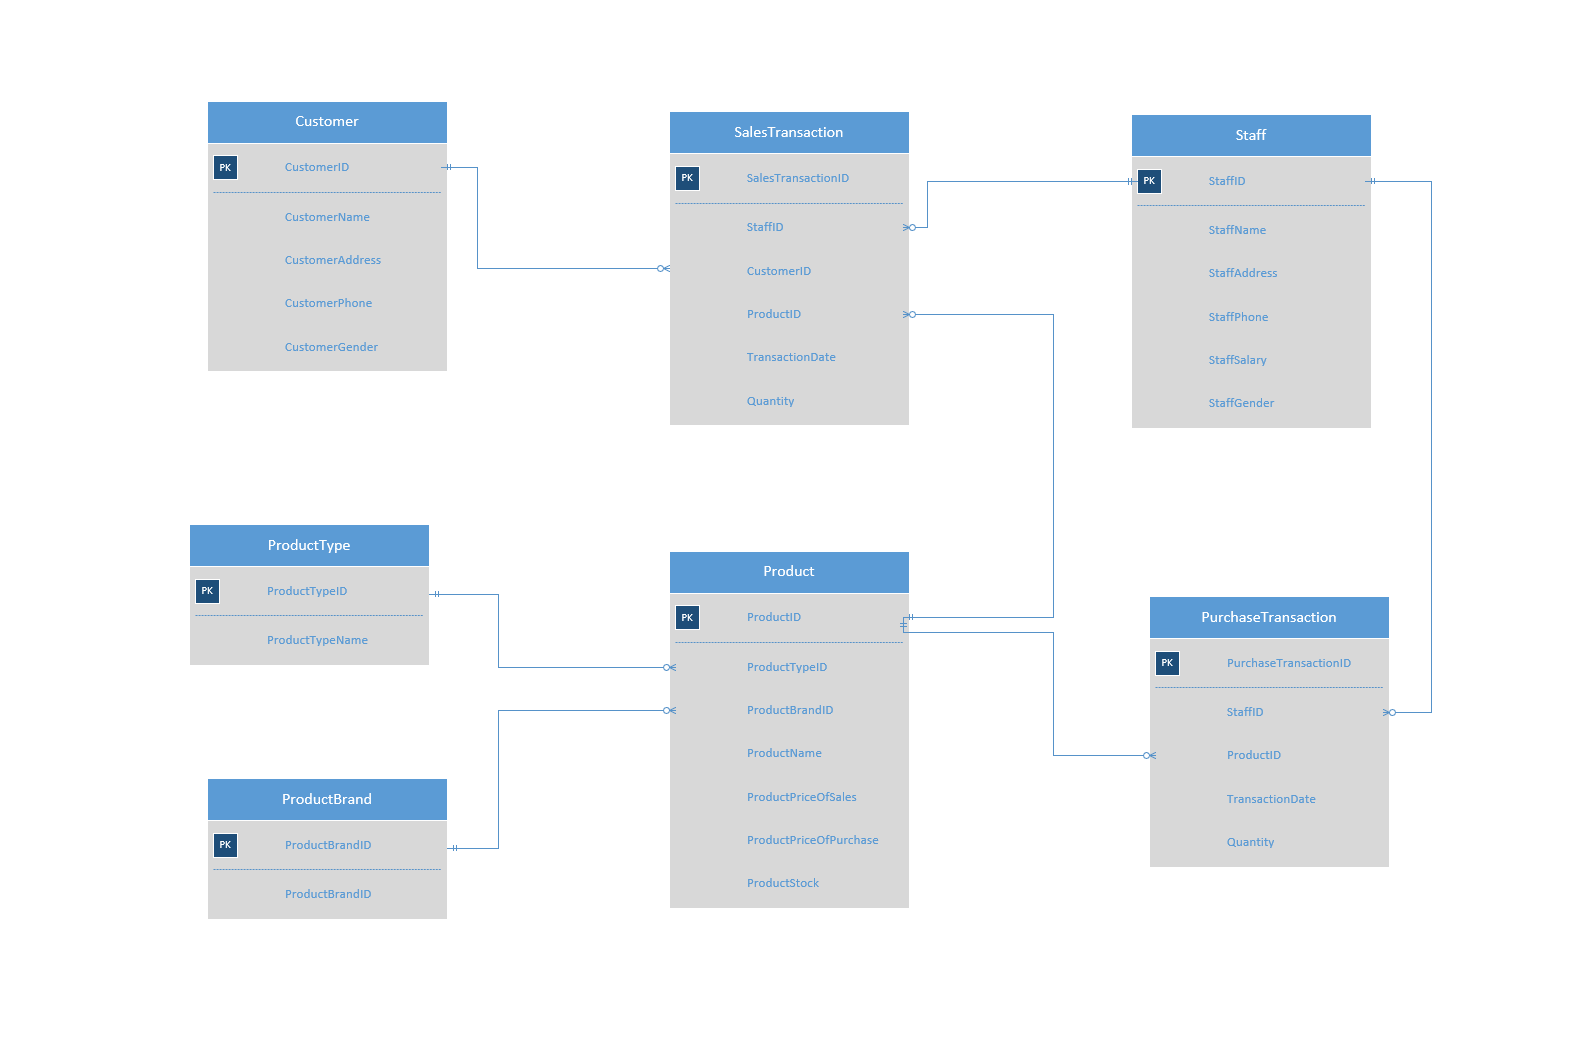 Customer
PK CustomerID
CustomerName
CustomerAddress
CustomerPhone
CustomerGender
SalesTransaction
PK SalesTransactionID
StaffID
CustomerID
ProductID
TransactionDate
Quantity
Staff
PK StaffID
StaffName
StaffAddress
StaffPhone
StaffSalary
StaffGender
ProductType
PK ProductTypeID
ProductTypeName
Product
PK ProductID
ProductTypeID
ProductBrandID
ProductName
ProductPriceOfSales
ProductPriceOfPurchase
ProductStock
PurchaseTransaction
PK PurchaseTransactionID
StaffID
ProductID
TransactionDate
Quantity
ProductBrand
PK ProductBrandID
ProductBrandID